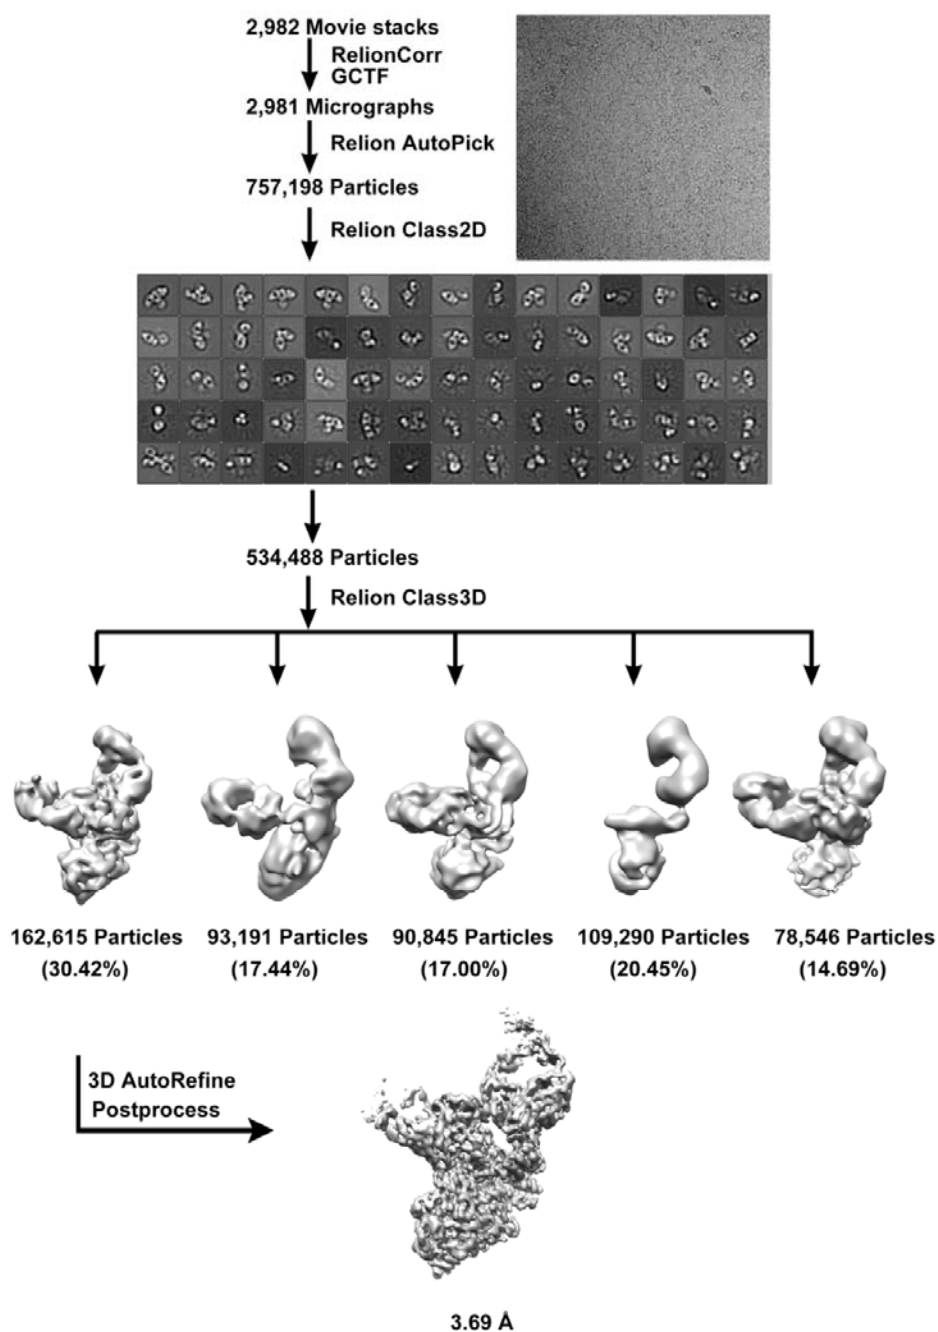 2,982 Movie stacks
RelionCorr
GCTF
2,981 Micrographs
Relion AutoPick
757,198 Particles
Relion Class2D
534,488 Particles
Relion Class3D
162,615 Particles
(30.42%)
93,191 Particles
(17.44%)
90,845 Particles
(17.00%)
109,290 Particles
(20.45%)
78,546 Particles
(14.69%)
3D AutoRefine
Postprocess
3.69 Å